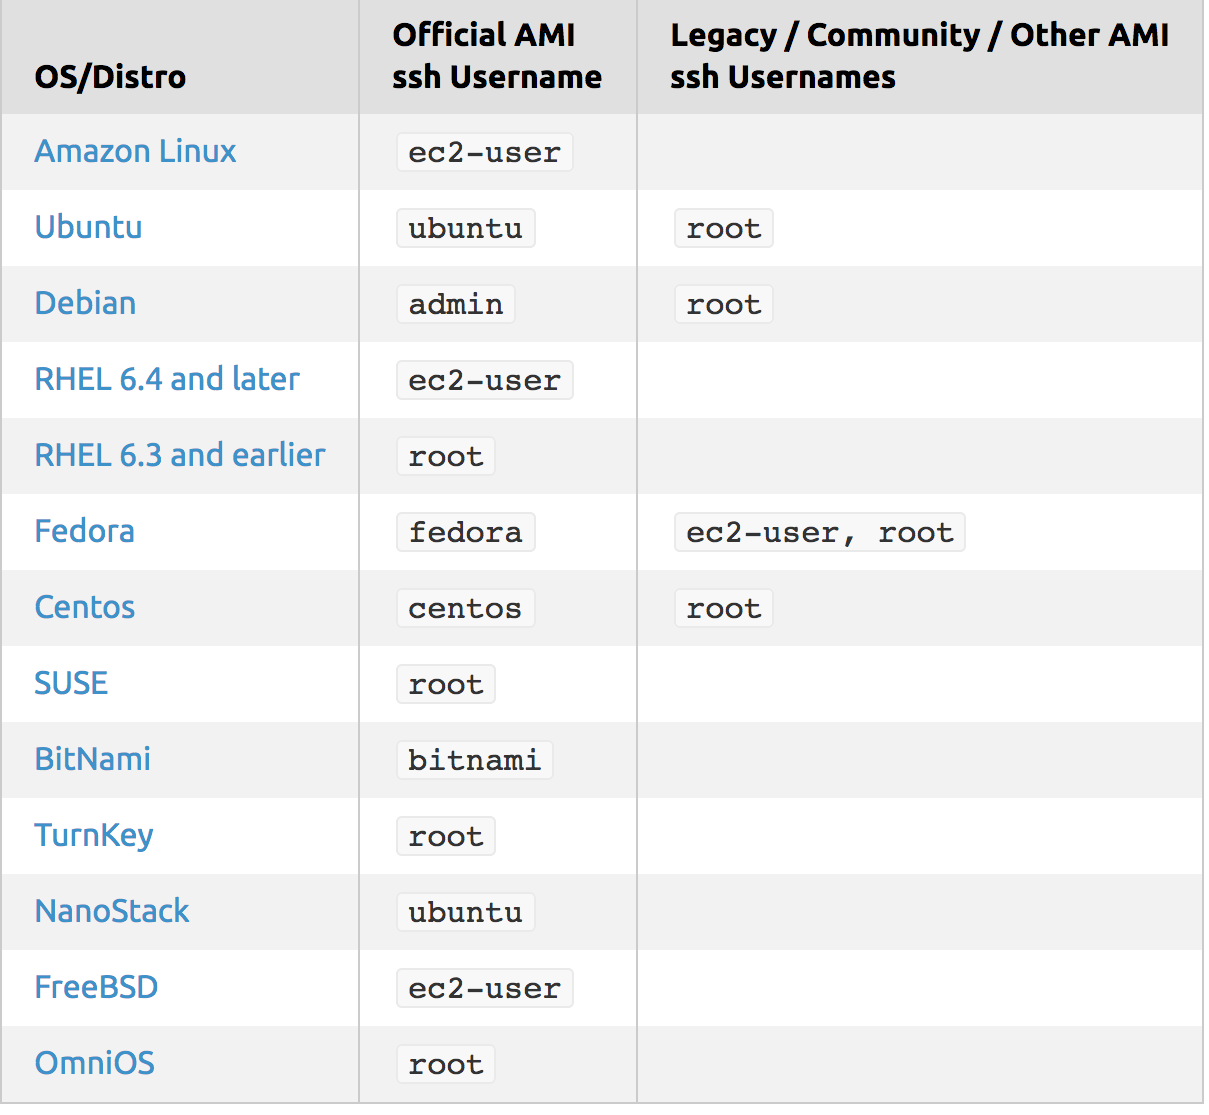 OS/Distro Official AMI ssh Username Legacy / Community / Other AMI ssh Usernames
Amazon Linux ec2-user
Ubuntu ubuntu root
Debian admin root
RHEL 6.4 and later ec2-user
RHEL 6.3 and earlier root
Fedora fedora ec2-user, root
Centos centos root
SUSE root
BitNami bitnami
TurnKey root
NanoStack ubuntu
FreeBSD ec2-user
OmniOS root